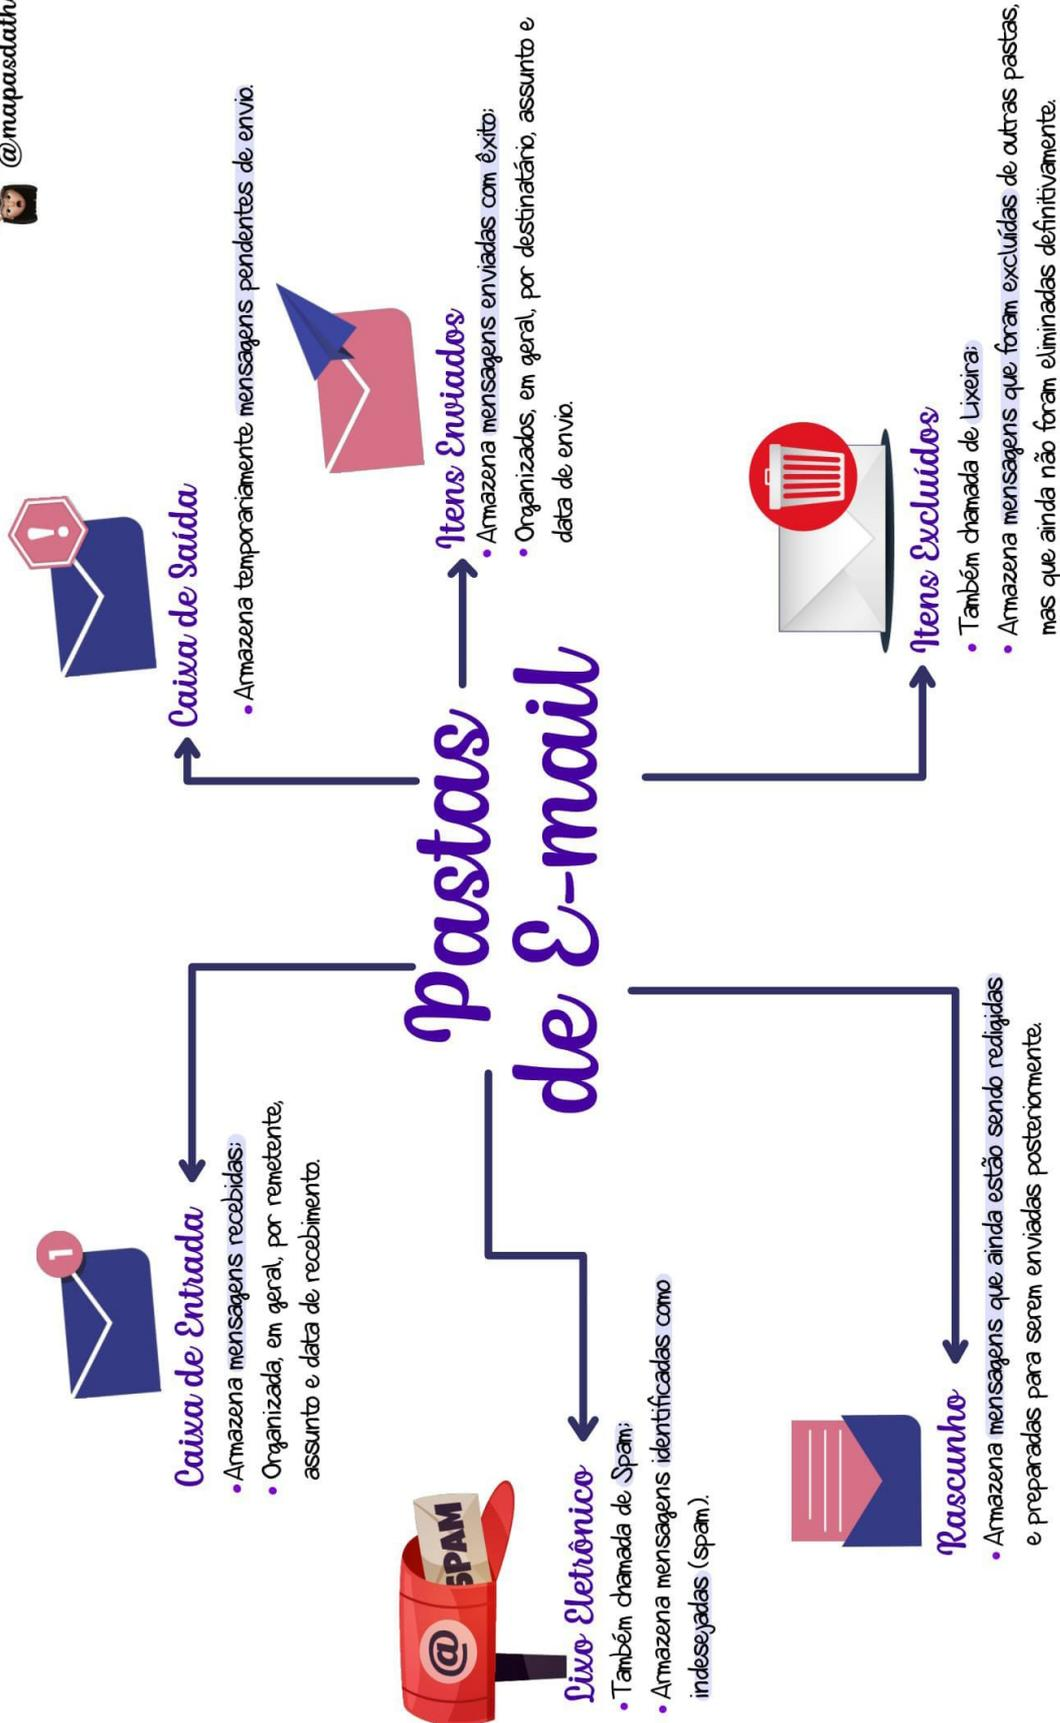 @mapasdath
1
Caixa de Entrada
• Armazena mensagens recebidas;
• Organizada, em geral, por remetente,
assunto e data de recebimento.
!
Caixa de Saída
• Armazena temporariamente mensagens pendentes de envio.
SPAM
@
Lixo Eletrônico
• Também chamada de Spam;
• Armazena mensagens identificadas como
indesejadas (spam).
Pastas
de E-mail
Itens Enviados
• Armazena mensagens enviadas com êxito;
• Organizados, em geral, por destinatário, assunto e
data de envio.
Rascunho
• Armazena mensagens que ainda estão sendo redigidas
e preparadas para serem enviadas posteriormente.
Itens Excluídos
• Também chamada de Lixeira;
• Armazena mensagens que foram excluídas de outras pastas,
mas que ainda não foram eliminadas definitivamente.